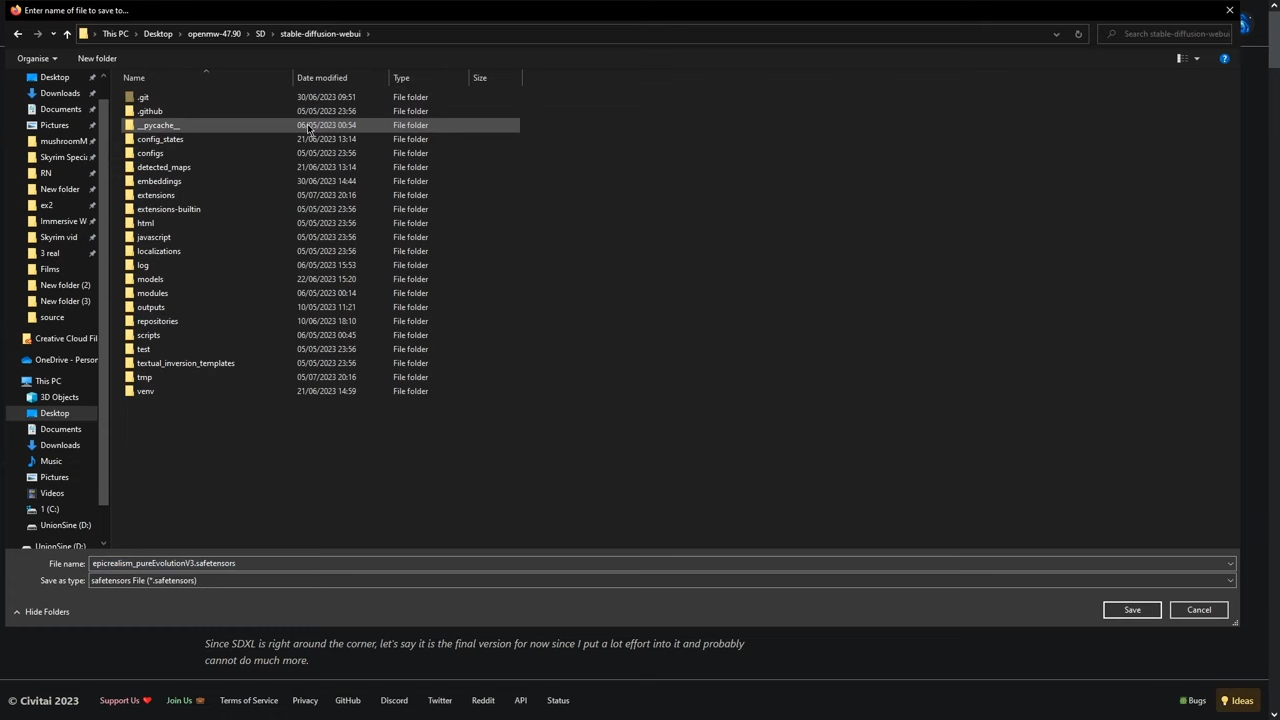 Enter name of file to save to...
This PC > Desktop > openmw-47.90 > SD > stable-diffusion-webui >
Search stable-diffusion-webui
Organise
New folder
Name
Date modified
Type
Size
Desktop
Downloads
Documents
Pictures
mushroomM
Skyrim Specia
RN
New folder
ex2
Immersive W
Skyrim vid
3 real
Films
New folder (2)
New folder (3)
source
Creative Cloud Fil
OneDrive - Person
This PC
3D Objects
Desktop
Documents
Downloads
Music
Pictures
Videos
1 (C:)
UnionSine (D:)
UnionSine (D:)
.git 30/06/2023 09:51 File folder
.github 05/05/2023 23:56 File folder
__pycache__ 06/05/2023 00:54 File folder
config_states 21/06/2023 13:14 File folder
configs 05/05/2023 23:56 File folder
detected_maps 21/06/2023 13:14 File folder
embeddings 30/06/2023 14:44 File folder
extensions 05/07/2023 20:16 File folder
extensions-builtin 05/05/2023 23:56 File folder
html 05/05/2023 23:56 File folder
javascript 05/05/2023 23:56 File folder
localizations 05/05/2023 23:56 File folder
log 06/05/2023 15:53 File folder
models 22/06/2023 15:20 File folder
modules 06/05/2023 00:14 File folder
outputs 10/05/2023 11:21 File folder
repositories 10/06/2023 18:10 File folder
scripts 06/05/2023 00:45 File folder
test 05/05/2023 23:56 File folder
textual_inversion_templates 05/05/2023 23:56 File folder
tmp 05/07/2023 20:16 File folder
venv 21/06/2023 14:59 File folder
File name: epicrealism_pureEvolutionV3.safetensors
Save as type: safetensors File (*.safetensors)
Hide Folders
Save
Cancel
Since SDXL is right around the corner, let's say it is the final version for now since I put a lot effort into it and probably
cannot do much more.
© Civitai 2023
Support Us
Join Us
Terms of Service
Privacy
GitHub
Discord
Twitter
Reddit
API
Status
Bugs
Ideas